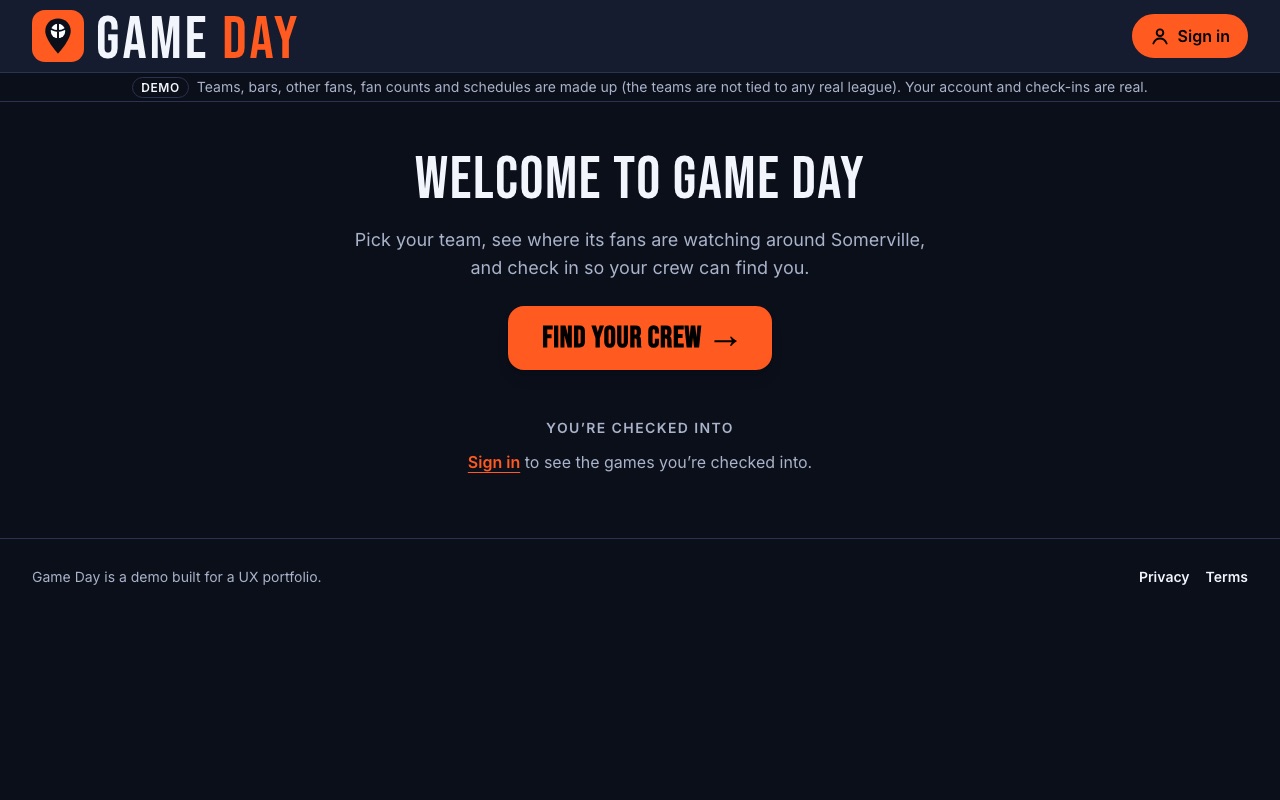 GAME DAY
Sign in
DEMO Teams, bars, other fans, fan counts and schedules are made up (the teams are not tied to any real league). Your account and check-ins are real.
WELCOME TO GAME DAY
Pick your team, see where its fans are watching around Somerville,
and check in so your crew can find you.
FIND YOUR CREW →
YOU’RE CHECKED INTO
Sign in to see the games you’re checked into.
Game Day is a demo built for a UX portfolio.
Privacy Terms